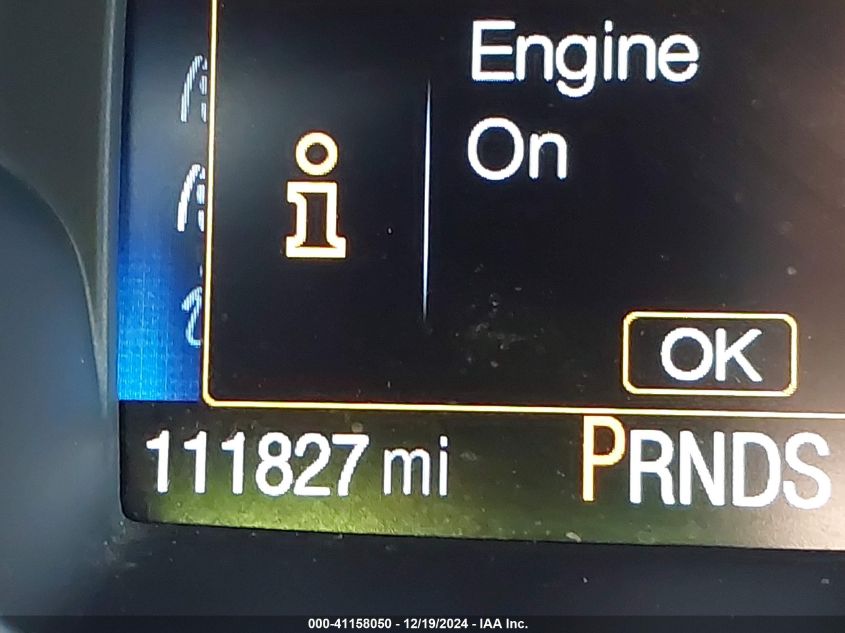 Engine
On
OK
111827 mi PRNDS
000-41158050 - 12/19/2024 - IAA Inc.